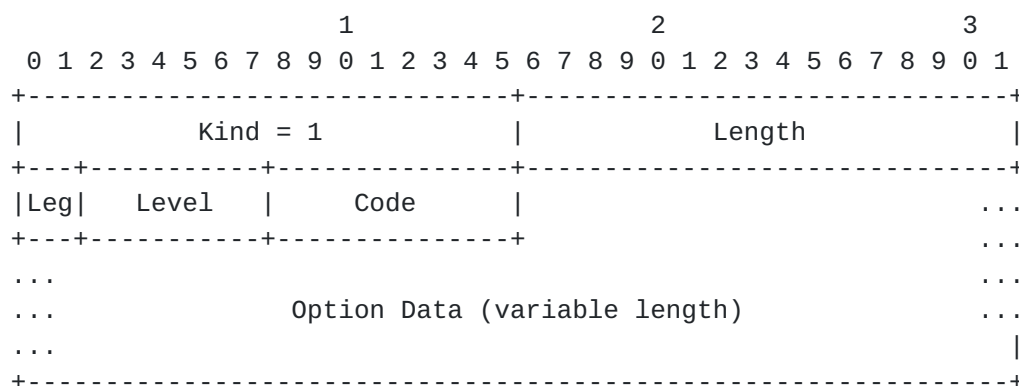 1                   2                   3
 0 1 2 3 4 5 6 7 8 9 0 1 2 3 4 5 6 7 8 9 0 1 2 3 4 5 6 7 8 9 0 1
+-------------------------------+-------------------------------+
|           Kind = 1            |            Length             |
+---+-----------+---------------+-------------------------------+
|Leg|   Level   |     Code      |                             ...
+---+-----------+---------------+                             ...
...                                                           ...
...               Option Data (variable length)               ...
...                                                             |
+---------------------------------------------------------------+